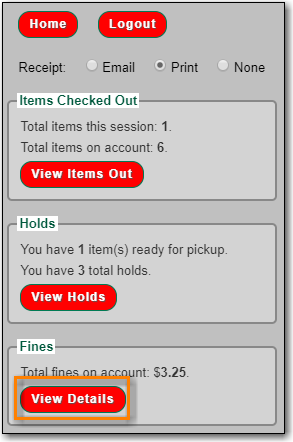 Home Logout
Receipt: Email Print None
Items Checked Out
Total items this session: 1.
Total items on account: 6.
View Items Out
Holds
You have 1 item(s) ready for pickup.
You have 3 total holds.
View Holds
Fines
Total fines on account: $3.25.
View Details